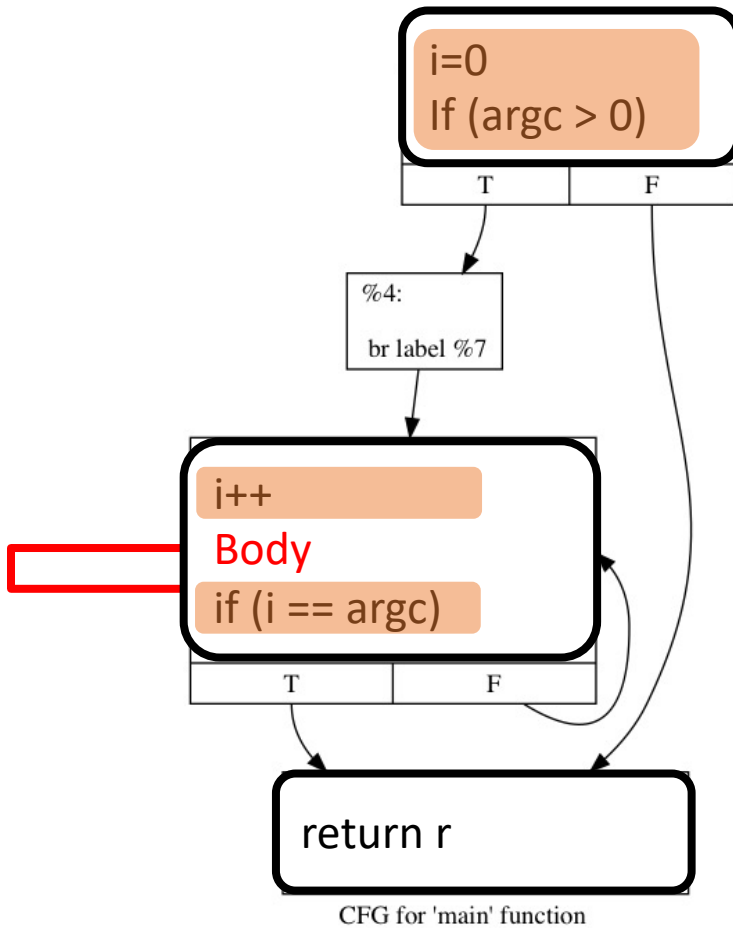 i=0
If (argc > 0)
T F
%4:
br label %7
i++
Body
if (i == argc)
T F
return r
CFG for 'main' function